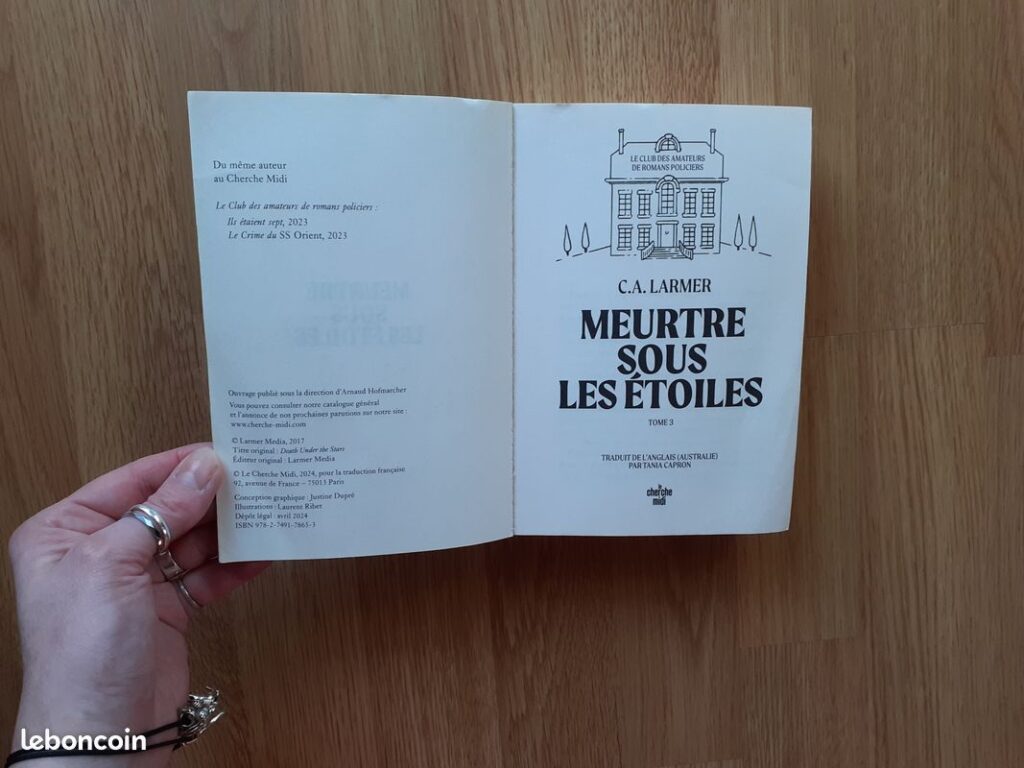 Du même auteur
au Cherche Midi
Le Club des amateurs de romans policiers :
Ils étaient sept, 2023
Le Crime du SS Orient, 2023
Ouvrage publié sous la direction d'Arnaud Hofmarcher
Vous pouvez consulter notre catalogue général
et l'annonce de nos prochaines parutions sur notre site :
www.cherche-midi.com
© Larmer Media, 2017
Titre original : Death Under the Stars
Éditeur original : Larmer Media
© Le Cherche Midi, 2024, pour la traduction française
92, avenue de France – 75013 Paris
Conception graphique : Justine Dupré
Illustrations : Laurent Ribet
Dépôt légal : avril 2024
ISBN 978-2-7491-7865-3
LE CLUB DES AMATEURS
DE ROMANS POLICIERS
C.A. LARMER
MEURTRE
SOUS
LES ÉTOILES
TOME 3
TRADUIT DE L'ANGLAIS (AUSTRALIE)
PAR TANIA CAPRON
le
cherche
midi
leboncoin